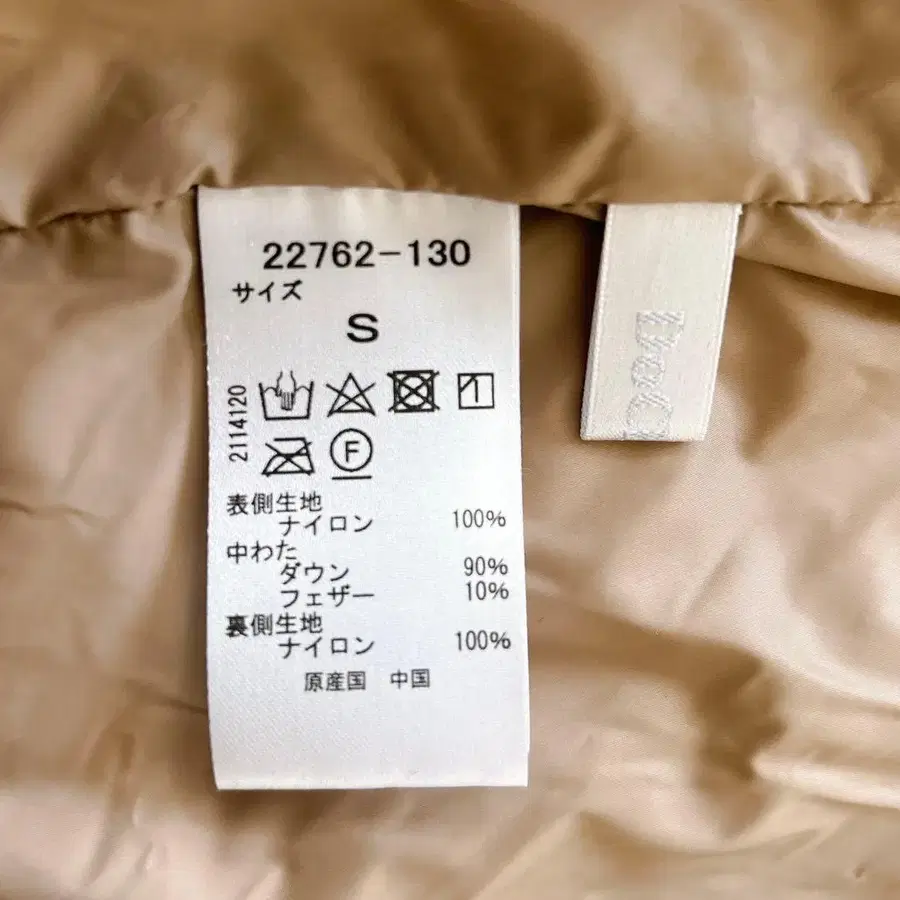 22762-130
サイズ
S
2114120
F
表側生地
ナイロン 100%
中わた
ダウン 90%
フェザー 10%
裏側生地
ナイロン 100%
原産国 中国